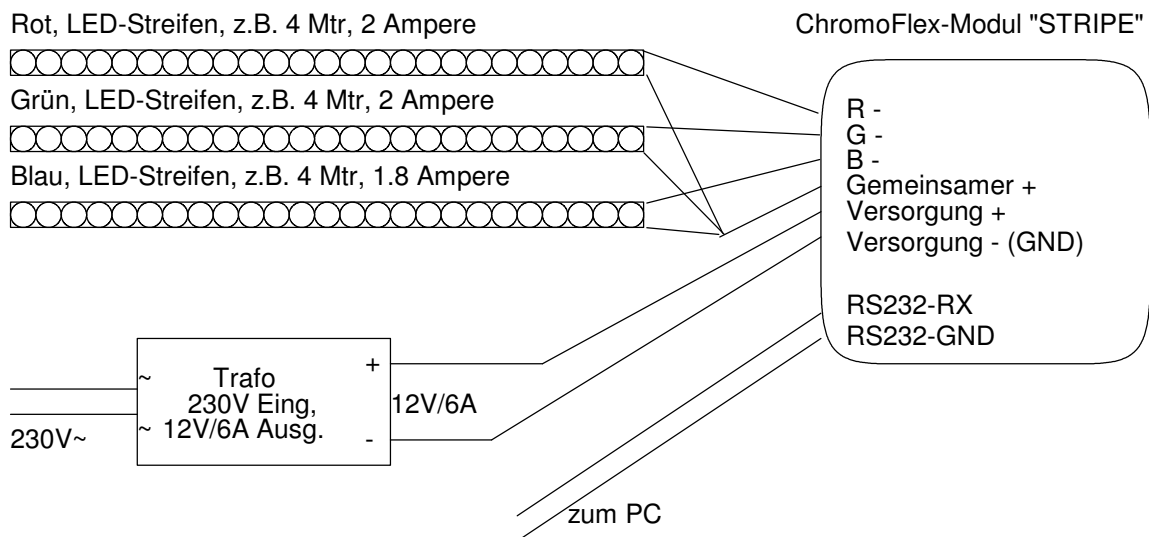 Rot, LED-Streifen, z.B. 4 Mtr, 2 Ampere
ChromoFlex-Modul "STRIPE"
Grün, LED-Streifen, z.B. 4 Mtr, 2 Ampere
Blau, LED-Streifen, z.B. 4 Mtr, 1.8 Ampere
R -
G -
B -
Gemeinsamer +
Versorgung +
Versorgung - (GND)
RS232-RX
RS232-GND
~ Trafo +
230V Eing,
~ 12V/6A Ausg. -
12V/6A
230V~
zum PC